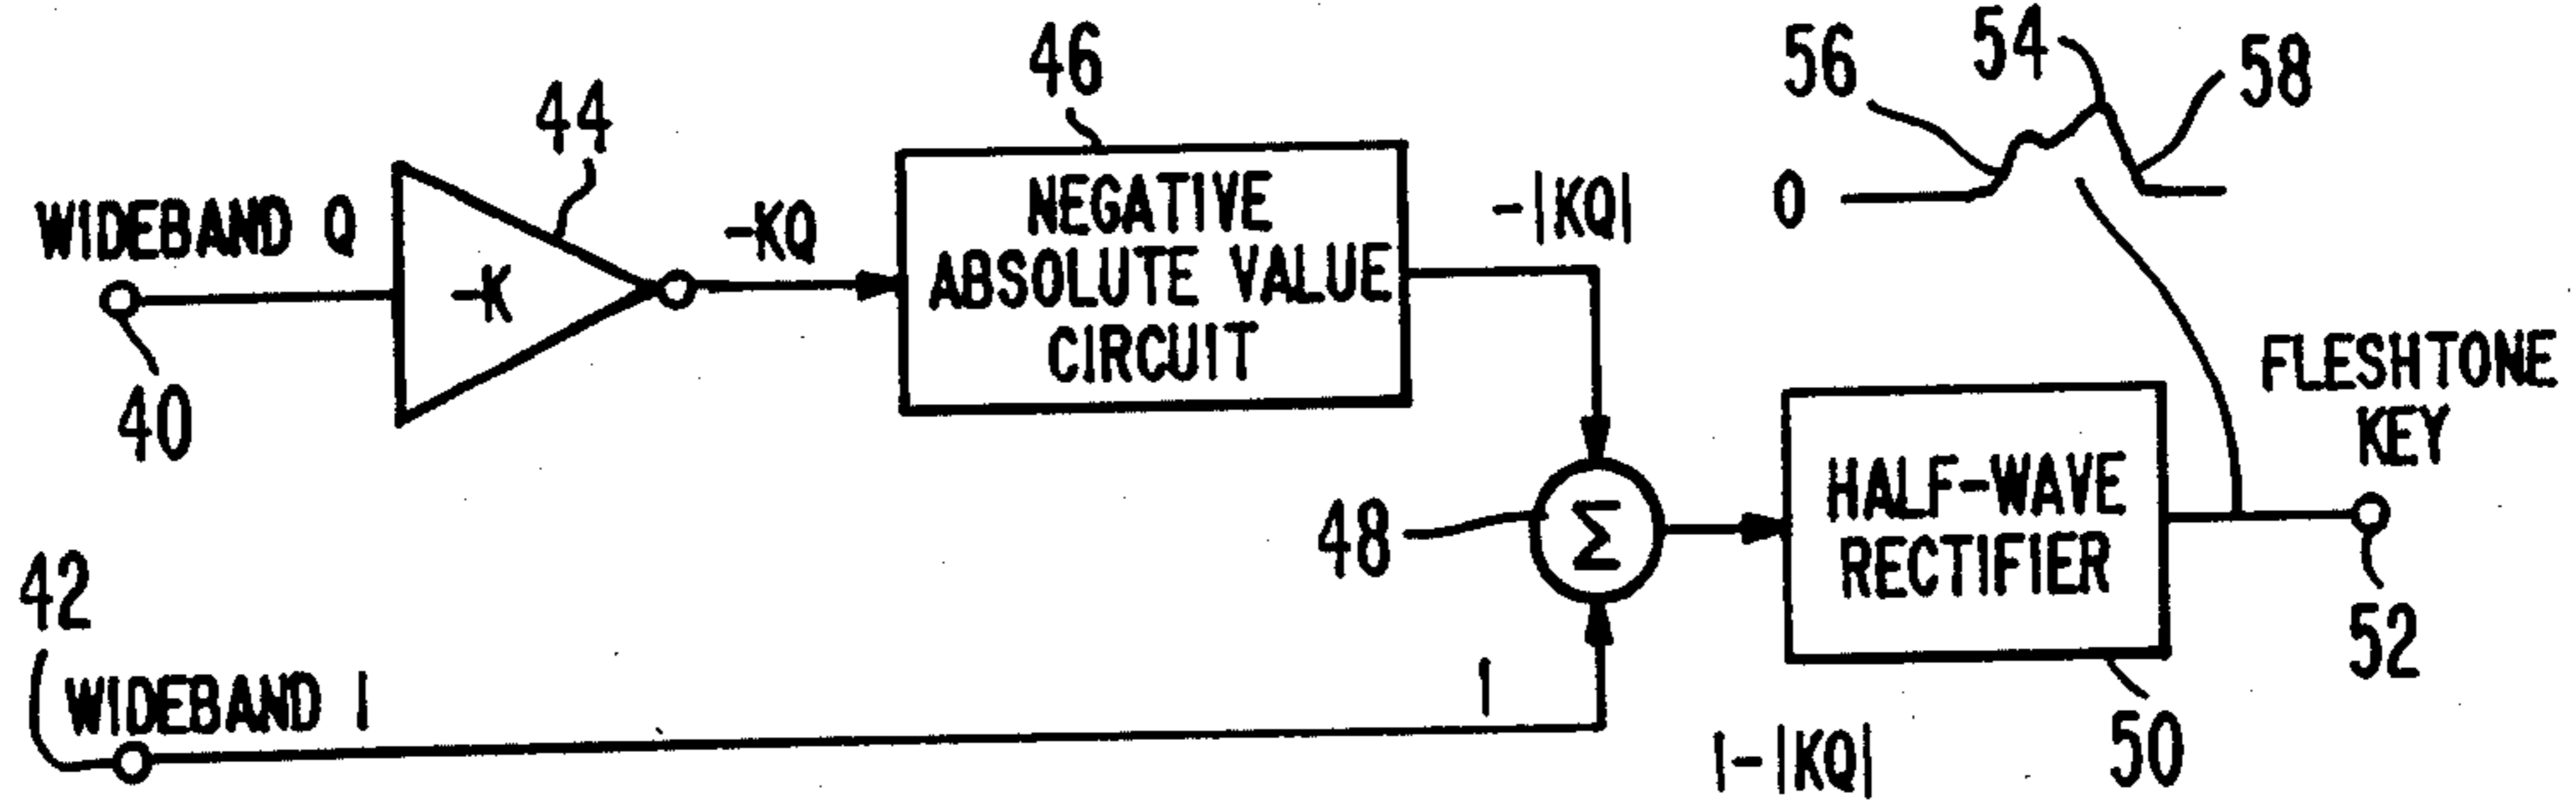 56
54
58
46
44
O
WIDEBAND Q
-K
-KQ
NEGATIVE
ABSOLUTE VALUE
CIRCUIT
-|KQ|
40
FLESHTONE
KEY
48
Σ
HALF-WAVE
RECTIFIER
42
WIDEBAND I
I
52
I-|KQ|
50